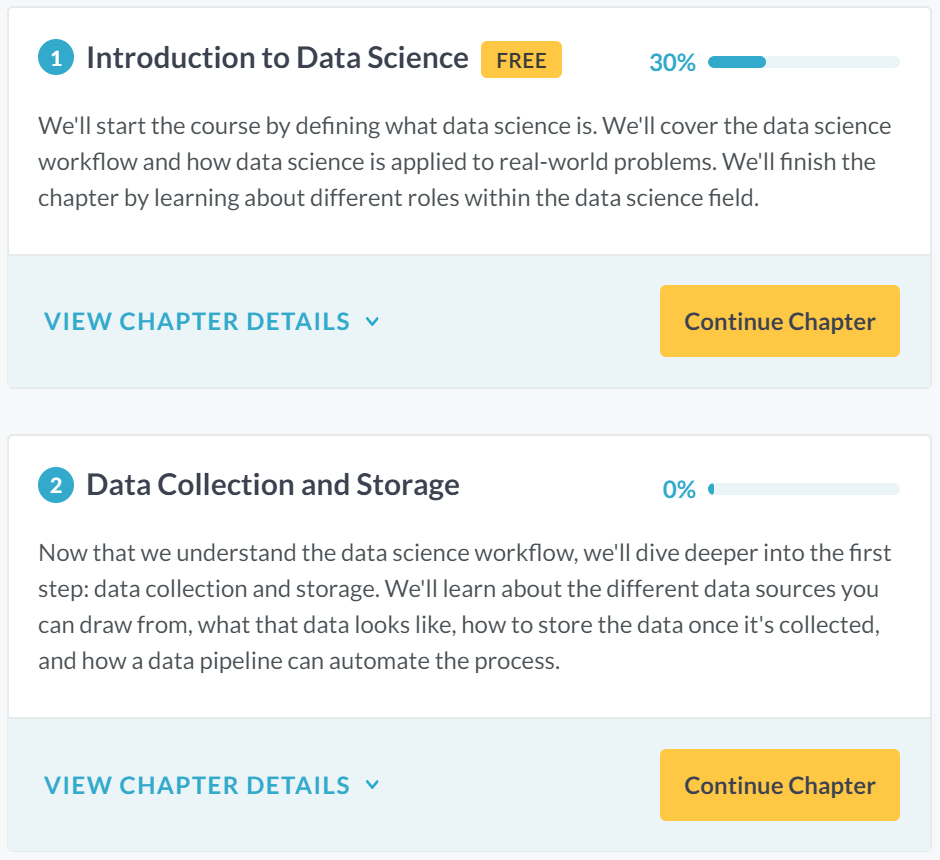 1 Introduction to Data Science FREE 30%
We'll start the course by defining what data science is. We'll cover the data science
workflow and how data science is applied to real-world problems. We'll finish the
chapter by learning about different roles within the data science field.
VIEW CHAPTER DETAILS Continue Chapter
2 Data Collection and Storage 0%
Now that we understand the data science workflow, we'll dive deeper into the first
step: data collection and storage. We'll learn about the different data sources you
can draw from, what that data looks like, how to store the data once it's collected,
and how a data pipeline can automate the process.
VIEW CHAPTER DETAILS Continue Chapter